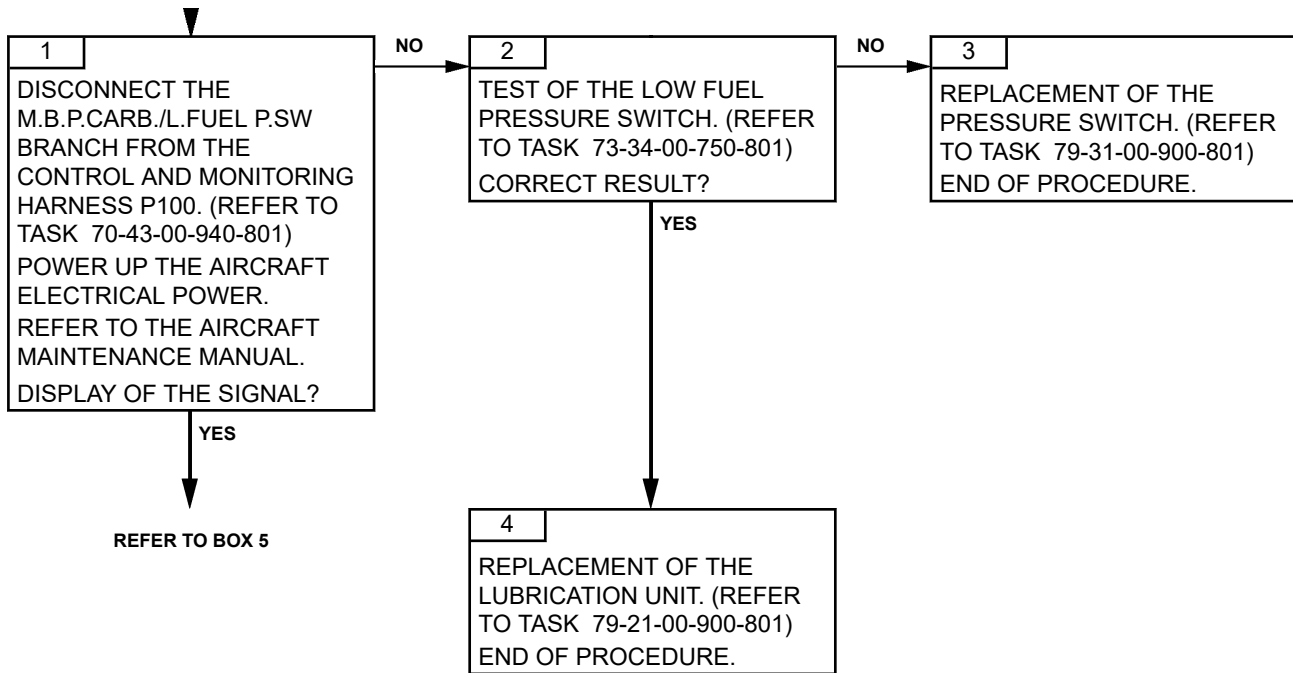 1
DISCONNECT THE
M.B.P.CARB./L.FUEL P.SW
BRANCH FROM THE
CONTROL AND MONITORING
HARNESS P100. (REFER TO
TASK 70-43-00-940-801)
POWER UP THE AIRCRAFT
ELECTRICAL POWER.
REFER TO THE AIRCRAFT
MAINTENANCE MANUAL.
DISPLAY OF THE SIGNAL?
NO
2
TEST OF THE LOW FUEL
PRESSURE SWITCH. (REFER
TO TASK 73-34-00-750-801)
CORRECT RESULT?
NO
3
REPLACEMENT OF THE
PRESSURE SWITCH. (REFER
TO TASK 79-31-00-900-801)
END OF PROCEDURE.
YES
YES
REFER TO BOX 5
4
REPLACEMENT OF THE
LUBRICATION UNIT. (REFER
TO TASK 79-21-00-900-801)
END OF PROCEDURE.